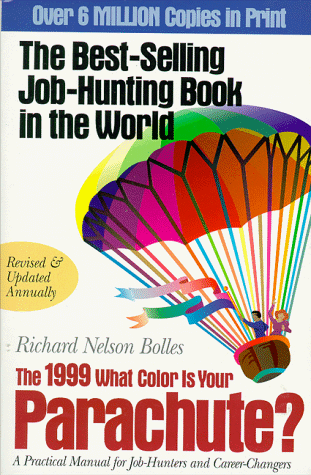 Over 6 MILLION Copies in Print
The Best-Selling
Job-Hunting Book
in the World
Revised &
Updated
Annually
Richard Nelson Bolles
The 1999 What Color Is Your
Parachute?
A Practical Manual for Job-Hunters and Career-Changers